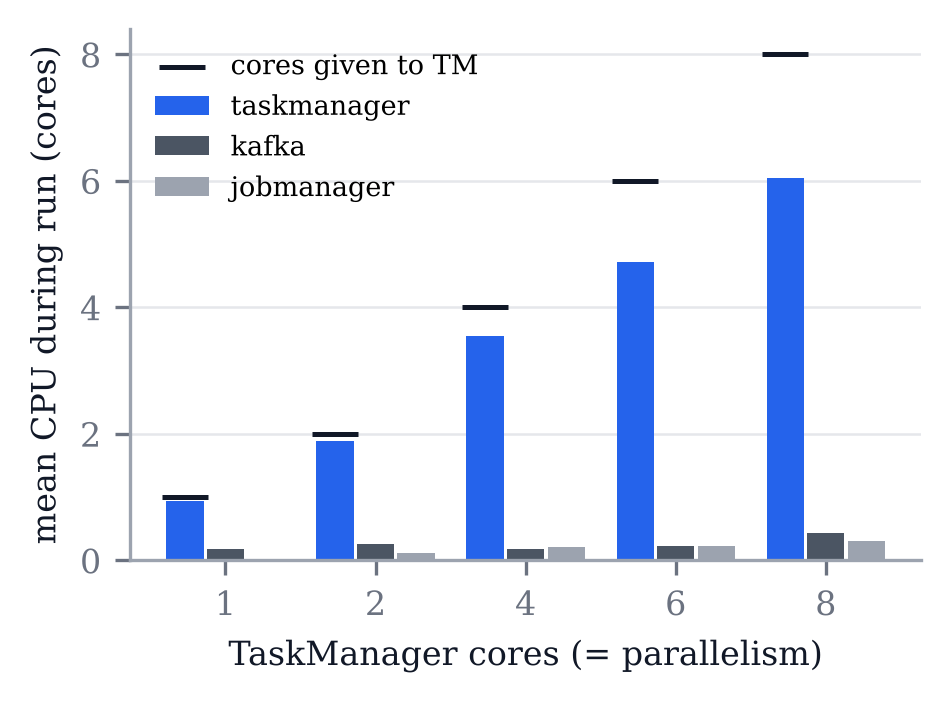 mean CPU during run (cores)
8
6
4
2
0
cores given to TM
taskmanager
kafka
jobmanager
1 2 4 6 8
TaskManager cores (= parallelism)